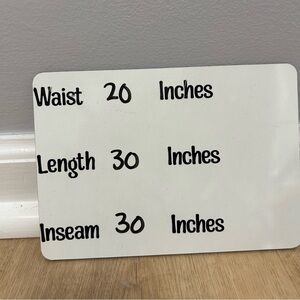 Waist 20 Inches
Length 30 Inches
Inseam 30 Inches